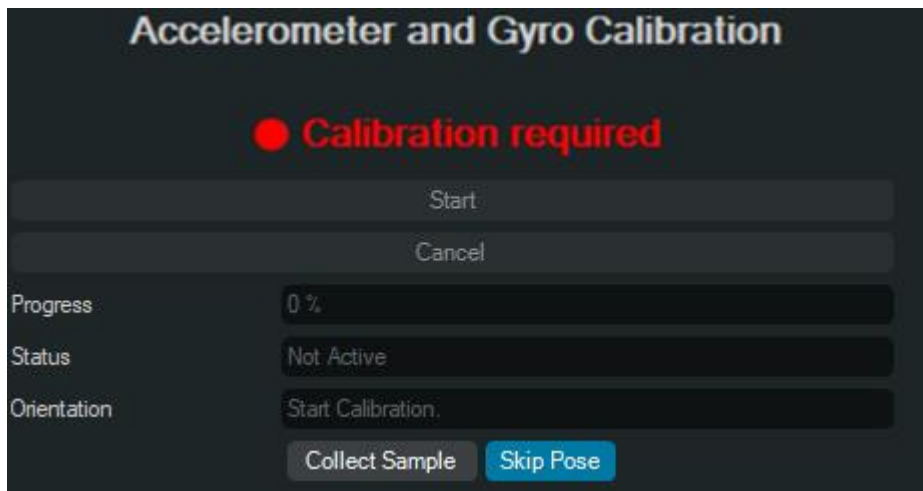 Accelerometer and Gyro Calibration
Calibration required
Start
Cancel
Progress 0 %
Status Not Active
Orientation Start Calibration.
Collect Sample Skip Pose